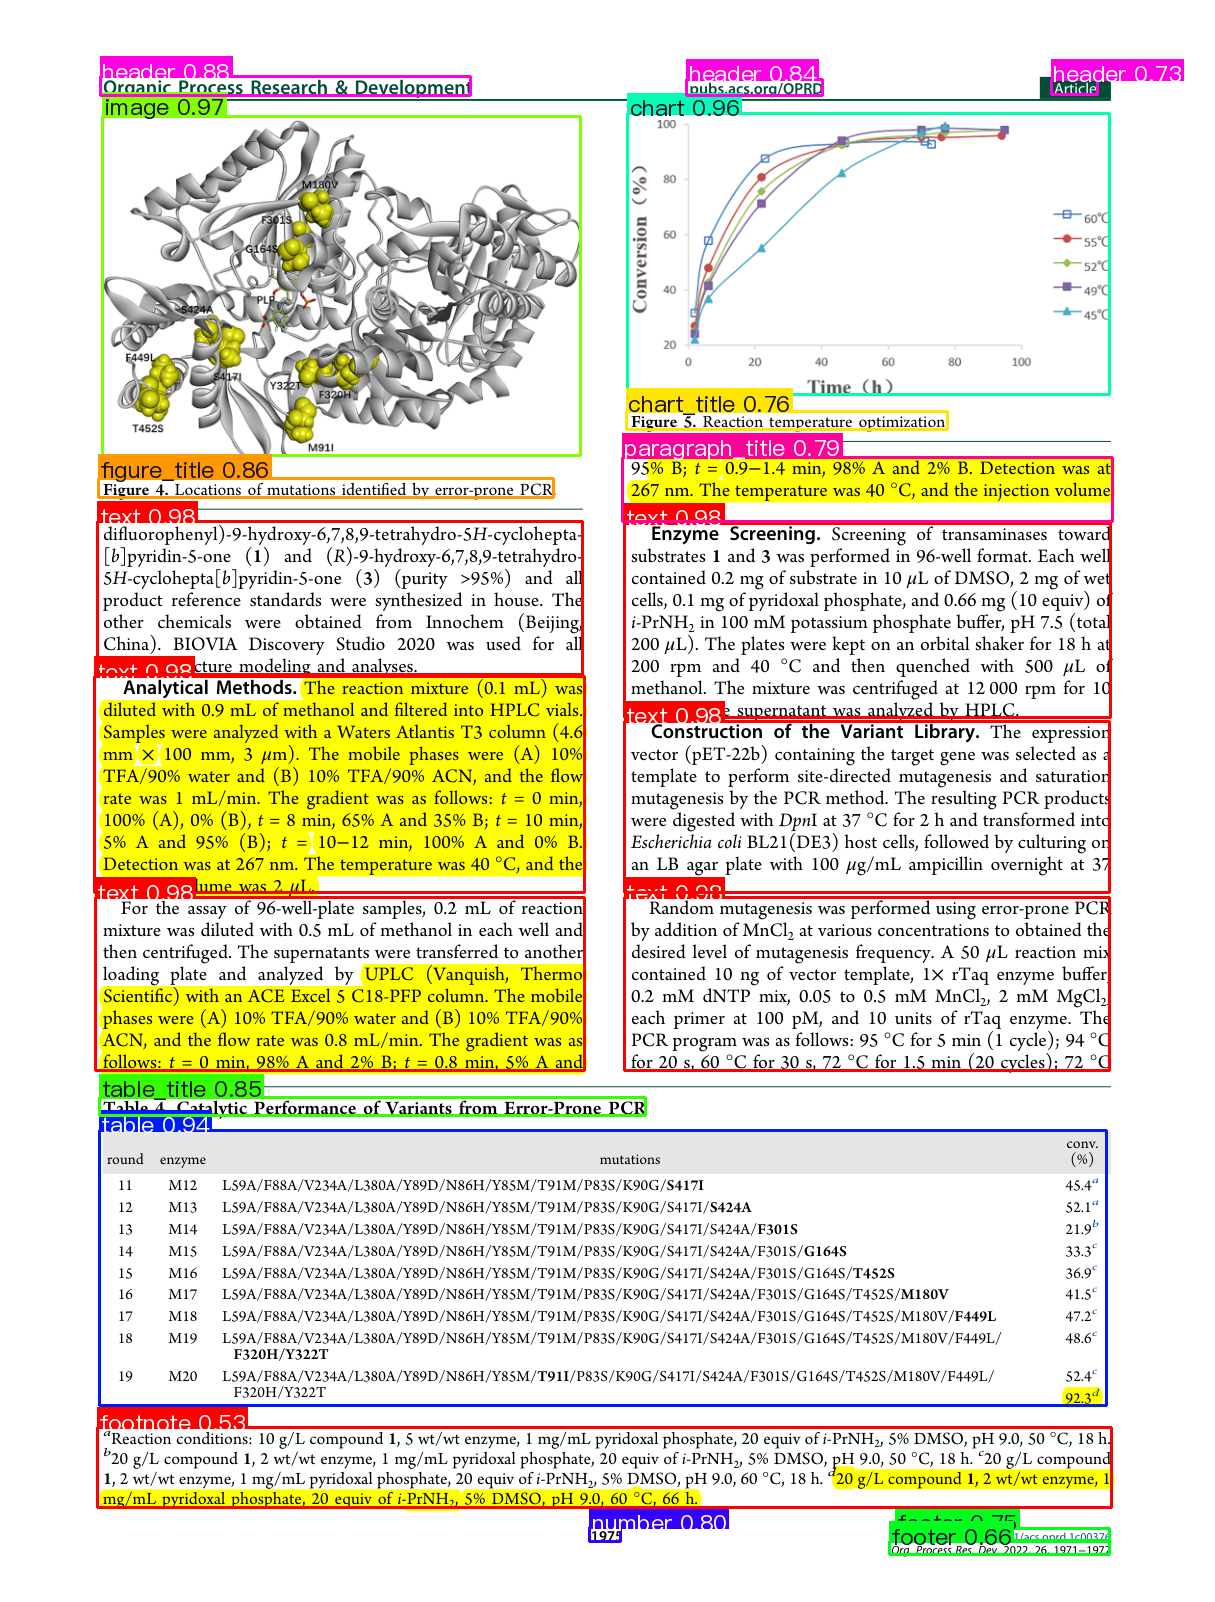 header 0.88
header 0.84
header 0.73
Organic Process Research & Development
pubs.acs.org/OPRD
Article
image 0.97
M180V
F301S
G164S
PLP
S424A
F449L
S417I
Y322T
F320H
T452S
M91I
figure_title 0.86
Figure 4. Locations of mutations identified by error-prone PCR.
text 0.98
difluorophenyl)-9-hydroxy-6,7,8,9-tetrahydro-5H-cyclohepta-
[b]pyridin-5-one (1) and (R)-9-hydroxy-6,7,8,9-tetrahydro-
5H-cyclohepta[b]pyridin-5-one (3) (purity >95%) and all
product reference standards were synthesized in house. The
other chemicals were obtained from Innochem (Beijing,
China). BIOVIA Discovery Studio 2020 was used for all
cture modeling and analyses.
text 0.98
Analytical Methods. The reaction mixture (0.1 mL) was
diluted with 0.9 mL of methanol and filtered into HPLC vials.
Samples were analyzed with a Waters Atlantis T3 column (4.6
mm × 100 mm, 3 μm). The mobile phases were (A) 10%
TFA/90% water and (B) 10% TFA/90% ACN, and the flow
rate was 1 mL/min. The gradient was as follows: t = 0 min,
100% (A), 0% (B), t = 8 min, 65% A and 35% B; t = 10 min,
5% A and 95% (B); t = 10−12 min, 100% A and 0% B.
Detection was at 267 nm. The temperature was 40 °C, and the
lume was 2 μL.
text 0.98
For the assay of 96-well-plate samples, 0.2 mL of reaction
mixture was diluted with 0.5 mL of methanol in each well and
then centrifuged. The supernatants were transferred to another
loading plate and analyzed by UPLC (Vanquish, Thermo
Scientific) with an ACE Excel 5 C18-PFP column. The mobile
phases were (A) 10% TFA/90% water and (B) 10% TFA/90%
ACN, and the flow rate was 0.8 mL/min. The gradient was as
follows: t = 0 min, 98% A and 2% B; t = 0.8 min, 5% A and
chart 0.96
100
80
60
40
20
Conversion (%)
0 20 40 60 80 100
Time (h)
60°C
55°C
52°C
49°C
45°C
chart_title 0.76
Figure 5. Reaction temperature optimization
paragraph_title 0.79
95% B; t = 0.9−1.4 min, 98% A and 2% B. Detection was at
267 nm. The temperature was 40 °C, and the injection volume
text 0.98
Enzyme Screening. Screening of transaminases toward
substrates 1 and 3 was performed in 96-well format. Each well
contained 0.2 mg of substrate in 10 μL of DMSO, 2 mg of wet
cells, 0.1 mg of pyridoxal phosphate, and 0.66 mg (10 equiv) of
i-PrNH2 in 100 mM potassium phosphate buffer, pH 7.5 (total
200 μL). The plates were kept on an orbital shaker for 18 h at
200 rpm and 40 °C and then quenched with 500 μL of
methanol. The mixture was centrifuged at 12 000 rpm for 10
e supernatant was analyzed by HPLC.
text 0.98
Construction of the Variant Library. The expression
vector (pET-22b) containing the target gene was selected as a
template to perform site-directed mutagenesis and saturation
mutagenesis by the PCR method. The resulting PCR products
were digested with DpnI at 37 °C for 2 h and transformed into
Escherichia coli BL21(DE3) host cells, followed by culturing on
an LB agar plate with 100 μg/mL ampicillin overnight at 37
text 0.98
Random mutagenesis was performed using error-prone PCR
by addition of MnCl2 at various concentrations to obtained the
desired level of mutagenesis frequency. A 50 μL reaction mix
contained 10 ng of vector template, 1× rTaq enzyme buffer,
0.2 mM dNTP mix, 0.05 to 0.5 mM MnCl2, 2 mM MgCl2,
each primer at 100 pM, and 10 units of rTaq enzyme. The
PCR program was as follows: 95 °C for 5 min (1 cycle); 94 °C
for 20 s, 60 °C for 30 s, 72 °C for 1.5 min (20 cycles); 72 °C
table_title 0.85
Table 4. Catalytic Performance of Variants from Error-Prone PCR
table 0.94
round enzyme mutations conv. (%)
11 M12 L59A/F88A/V234A/L380A/Y89D/N86H/Y85M/T91M/P83S/K90G/S417I 45.4a
12 M13 L59A/F88A/V234A/L380A/Y89D/N86H/Y85M/T91M/P83S/K90G/S417I/S424A 52.1a
13 M14 L59A/F88A/V234A/L380A/Y89D/N86H/Y85M/T91M/P83S/K90G/S417I/S424A/F301S 21.9b
14 M15 L59A/F88A/V234A/L380A/Y89D/N86H/Y85M/T91M/P83S/K90G/S417I/S424A/F301S/G164S 33.3c
15 M16 L59A/F88A/V234A/L380A/Y89D/N86H/Y85M/T91M/P83S/K90G/S417I/S424A/F301S/G164S/T452S 36.9c
16 M17 L59A/F88A/V234A/L380A/Y89D/N86H/Y85M/T91M/P83S/K90G/S417I/S424A/F301S/G164S/T452S/M180V 41.5c
17 M18 L59A/F88A/V234A/L380A/Y89D/N86H/Y85M/T91M/P83S/K90G/S417I/S424A/F301S/G164S/T452S/M180V/F449L 47.2c
18 M19 L59A/F88A/V234A/L380A/Y89D/N86H/Y85M/T91M/P83S/K90G/S417I/S424A/F301S/G164S/T452S/M180V/F449L/ 48.6c
F320H/Y322T
19 M20 L59A/F88A/V234A/L380A/Y89D/N86H/Y85M/T91I/P83S/K90G/S417I/S424A/F301S/G164S/T452S/M180V/F449L/ 52.4c
F320H/Y322T 92.3d
footnote 0.53
aReaction conditions: 10 g/L compound 1, 5 wt/wt enzyme, 1 mg/mL pyridoxal phosphate, 20 equiv of i-PrNH2, 5% DMSO, pH 9.0, 50 °C, 18 h.
b20 g/L compound 1, 2 wt/wt enzyme, 1 mg/mL pyridoxal phosphate, 20 equiv of i-PrNH2, 5% DMSO, pH 9.0, 50 °C, 18 h. c20 g/L compound
1, 2 wt/wt enzyme, 1 mg/mL pyridoxal phosphate, 20 equiv of i-PrNH2, 5% DMSO, pH 9.0, 60 °C, 18 h. d20 g/L compound 1, 2 wt/wt enzyme, 1
mg/mL pyridoxal phosphate, 20 equiv of i-PrNH2, 5% DMSO, pH 9.0, 60 °C, 66 h.
number 0.80
1975
footer 0.75
footer 0.66
1/acs.oprd.1c00376
Org. Process Res. Dev. 2022, 26, 1971−1977